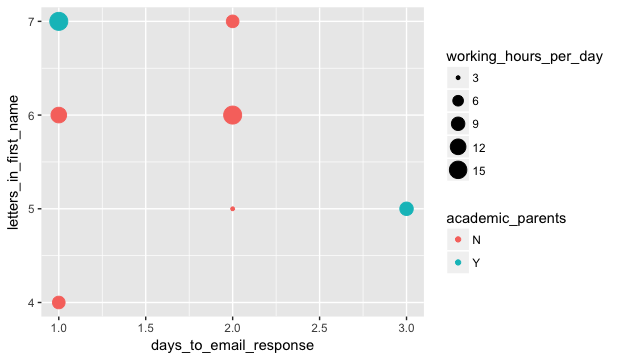 7
6
5
4
letters_in_first_name
1.0 1.5 2.0 2.5 3.0
days_to_email_response
working_hours_per_day
3
6
9
12
15
academic_parents
N
Y